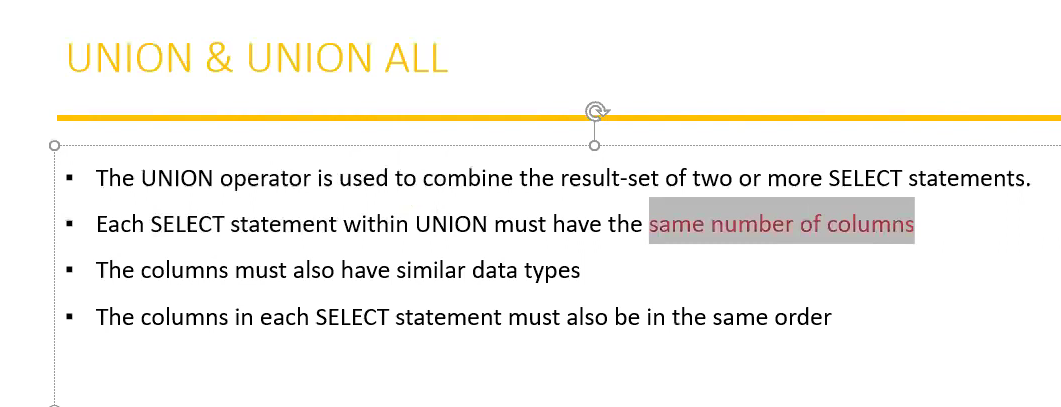 UNION & UNION ALL
▪ The UNION operator is used to combine the result-set of two or more SELECT statements.
▪ Each SELECT statement within UNION must have the same number of columns
▪ The columns must also have similar data types
▪ The columns in each SELECT statement must also be in the same order